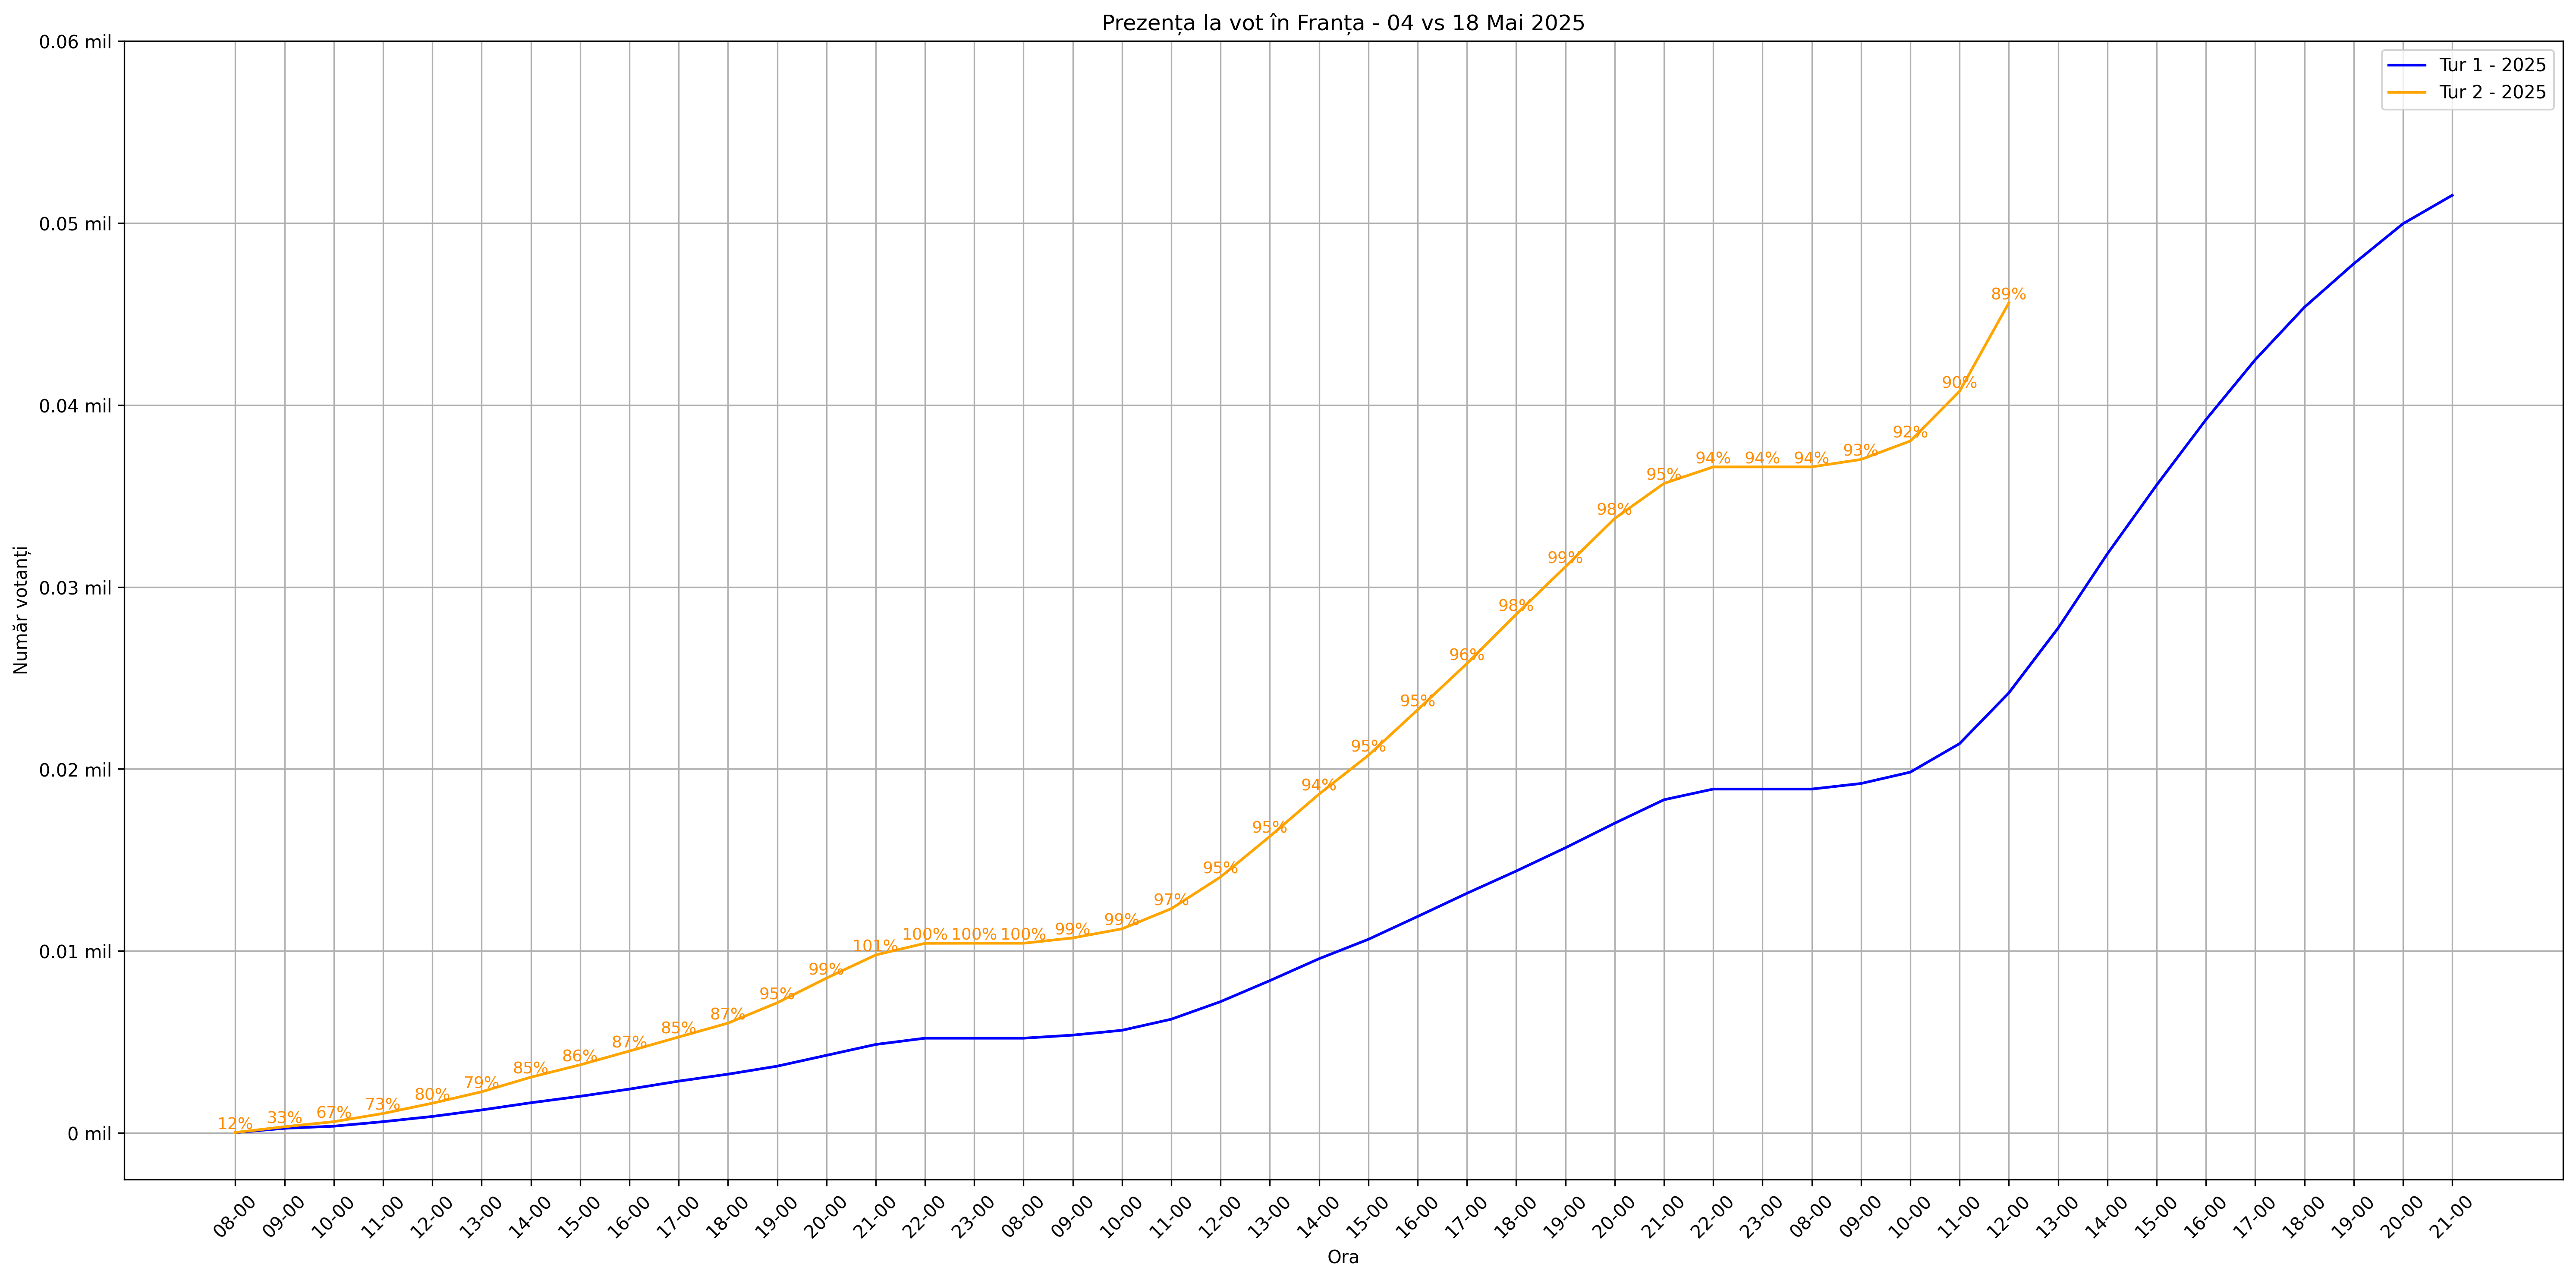 Prezența la vot în Franța - 04 vs 18 Mai 2025
Tur 1 - 2025
Tur 2 - 2025
Număr votanți
0.06 mil
0.05 mil
0.04 mil
0.03 mil
0.02 mil
0.01 mil
0 mil
12% 33% 67% 73% 80% 79% 85% 86% 87% 85% 87% 95% 99% 101% 100% 100% 100% 99% 99% 97% 95% 95% 94% 95% 95% 96% 98% 99% 98% 95% 94% 94% 94% 93% 92% 90% 89%
08-00 09-00 10-00 11-00 12-00 13-00 14-00 15-00 16-00 17-00 18-00 19-00 20-00 21-00 22-00 23-00 08-00 09-00 10-00 11-00 12-00 13-00 14-00 15-00 16-00 17-00 18-00 19-00 20-00 21-00 22-00 23-00 08-00 09-00 10-00 11-00 12-00 13-00 14-00 15-00 16-00 17-00 18-00 19-00 20-00 21-00
Ora